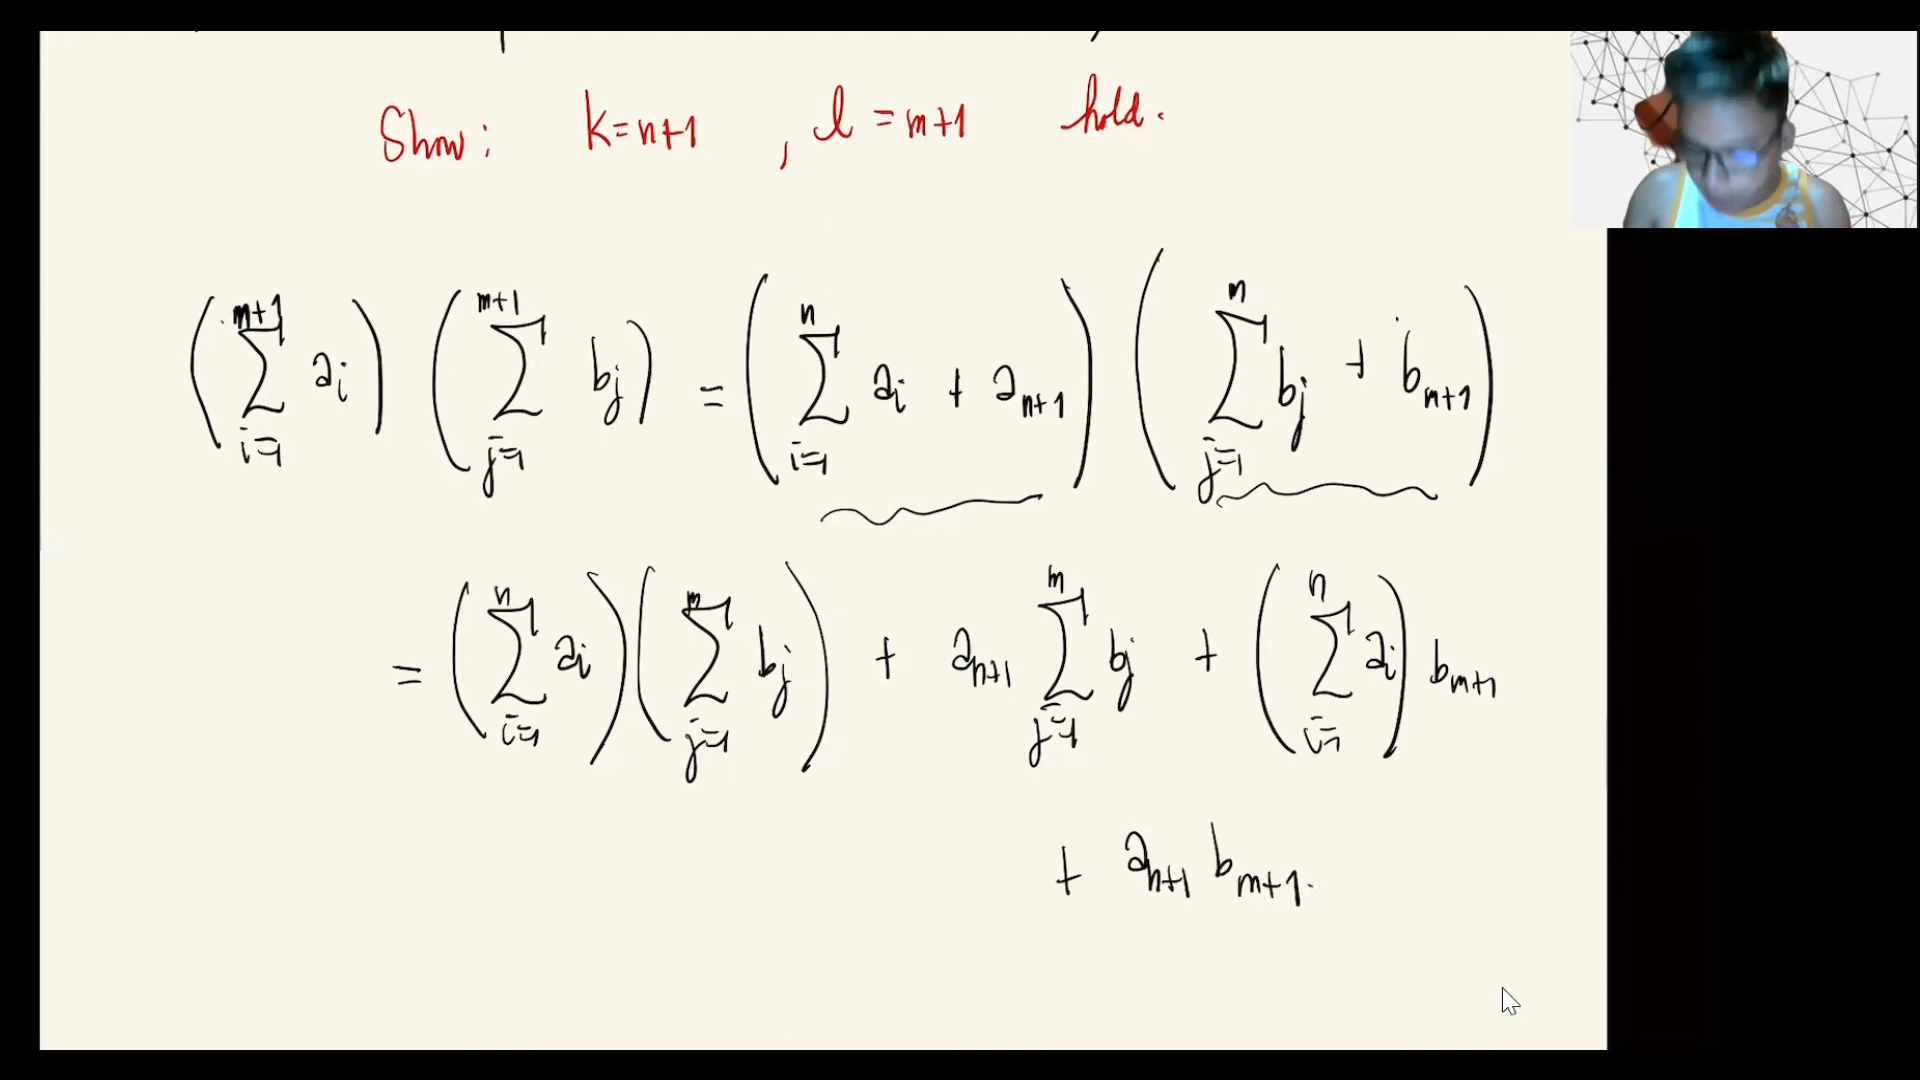 Show: k=n+1 , l=m+1 hold.
(∑_{i=1}^{m+1} a_i) (∑_{j=1}^{m+1} b_j) = (∑_{i=1}^{n} a_i + a_{n+1}) (∑_{j=1}^{n} b_j + b_{m+1})
= (∑_{i=1}^{n} a_i) (∑_{j=1}^{m} b_j) + a_{n+1} ∑_{j=1}^{m} b_j + (∑_{i=1}^{n} a_i) b_{m+1}
+ a_{n+1} b_{m+1}.